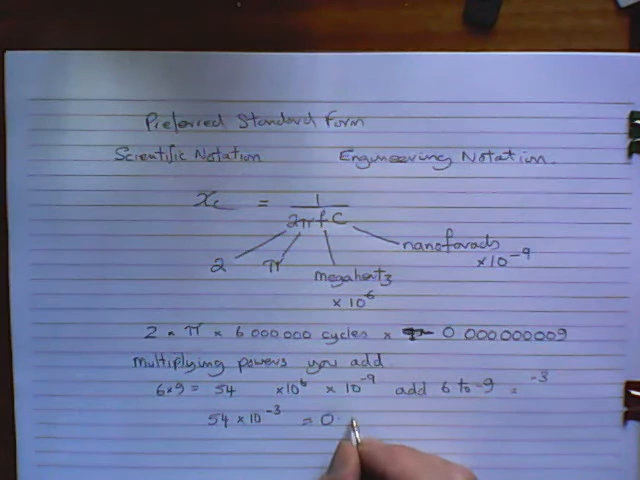 Preferred Standard form
Scientific Notation Engineering Notation.
Xc = 1
2πfC
nanofarads
2 π megahertz ×10⁻⁹
×10⁶
2 × π × 6 000000 cycles × 0 000000009
multiplying powers you add
6×9 = 54 ×10⁶ ×10⁻⁹ add 6 to -9 = -3
54 × 10⁻³ = 0.